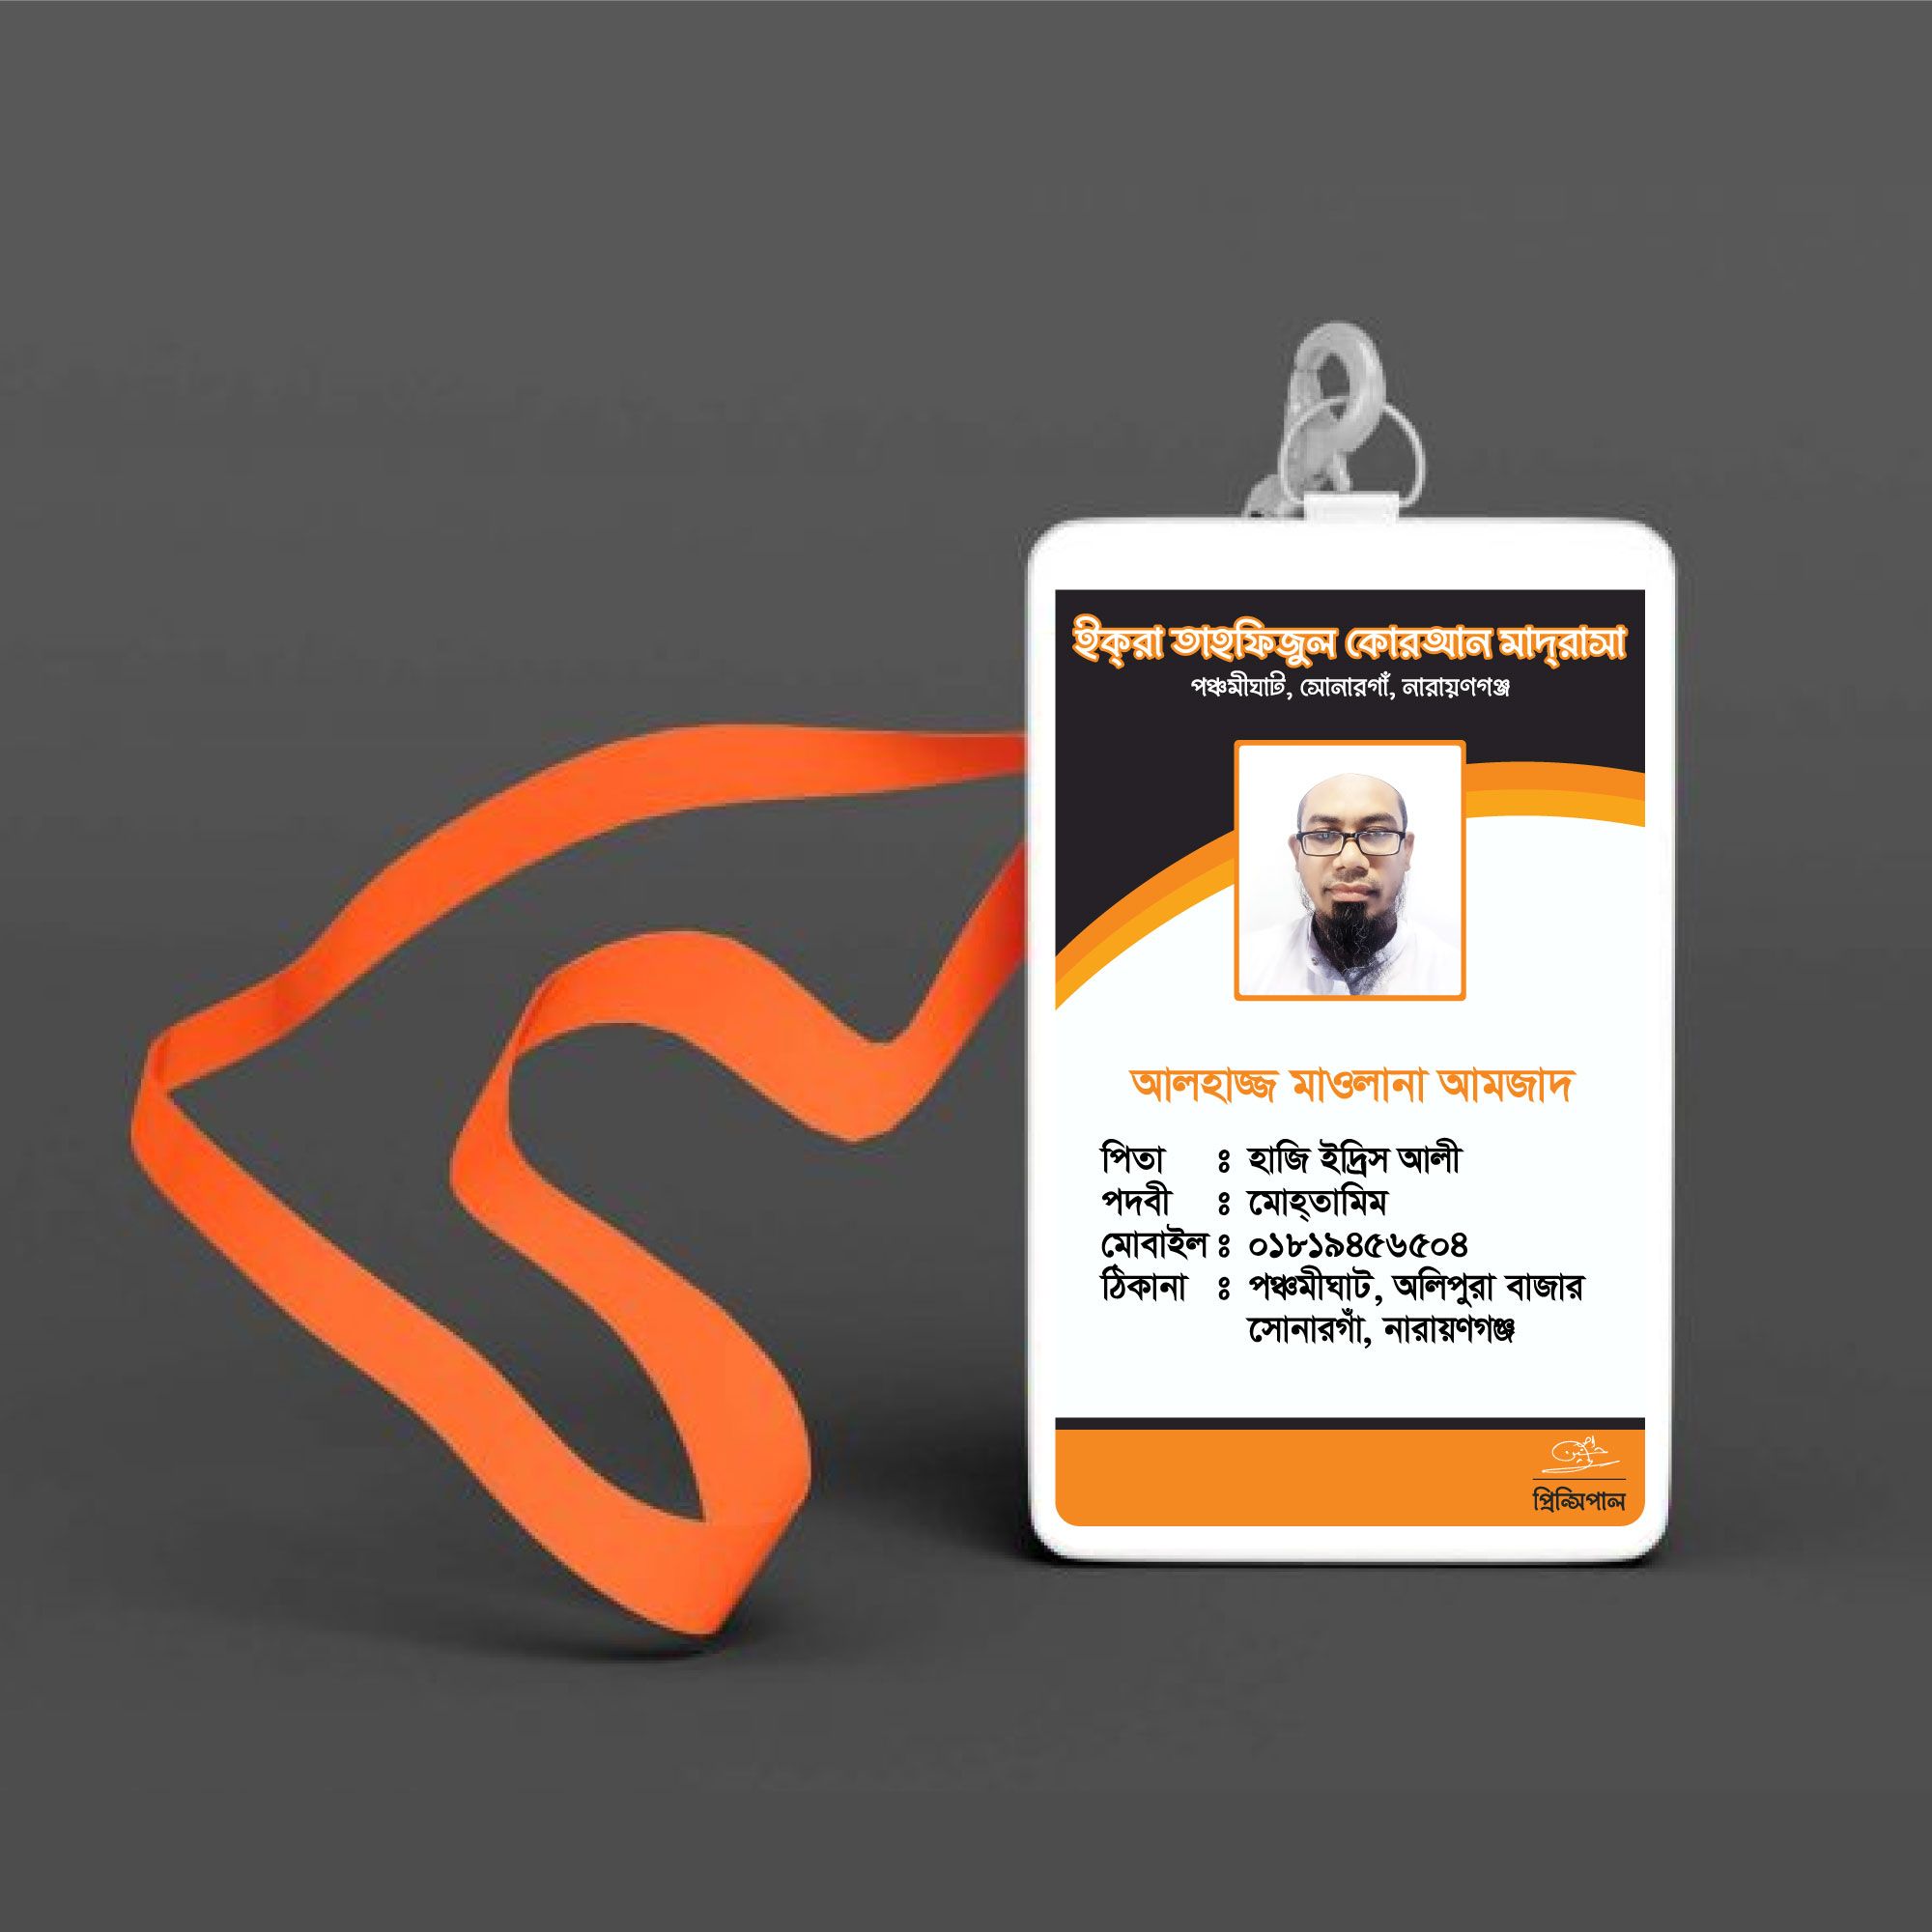 ইক্‌রা তাহফিজুল কোরআন মাদ্‌রাসা
পঞ্চমীঘাট, সোনারগাঁ, নারায়ণগঞ্জ
আলহাজ্জ মাওলানা আমজাদ
পিতা : হাজি ইদ্রিস আলী
পদবী : মোহ্‌তামিম
মোবাইল : ০১৮১৯৪৫৬৫০৪
ঠিকানা : পঞ্চমীঘাট, অলিপুরা বাজার
সোনারগাঁ, নারায়ণগঞ্জ
প্রিন্সিপাল